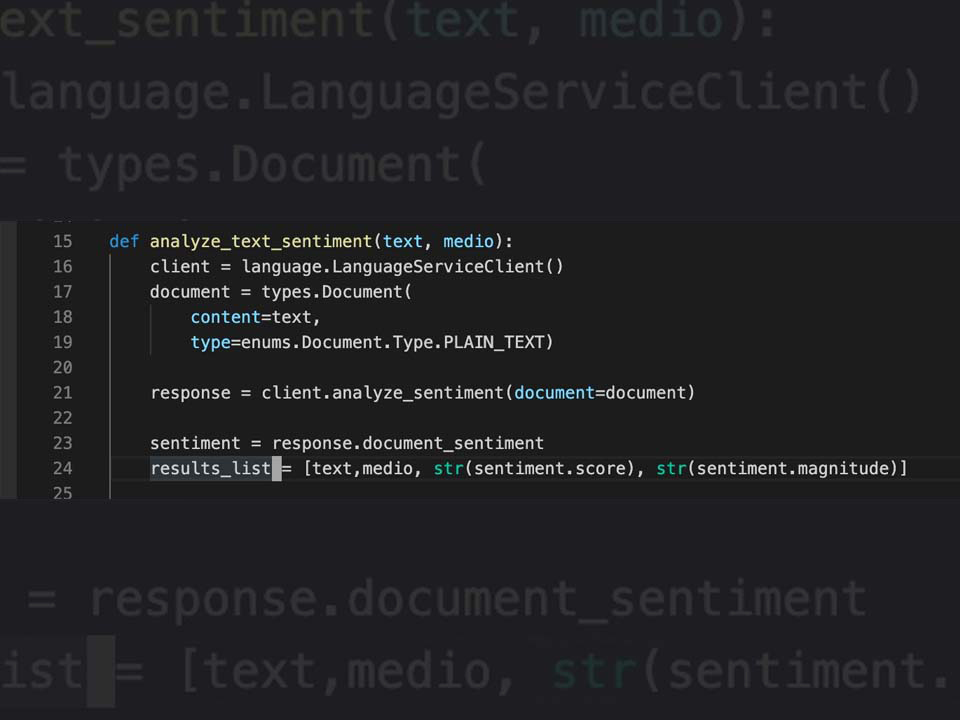 ext_sentiment(text, medio):
language.LanguageServiceClient()
= types.Document(
15 def analyze_text_sentiment(text, medio):
16 client = language.LanguageServiceClient()
17 document = types.Document(
18 content=text,
19 type=enums.Document.Type.PLAIN_TEXT)
20
21 response = client.analyze_sentiment(document=document)
22
23 sentiment = response.document_sentiment
24 results_list = [text,medio, str(sentiment.score), str(sentiment.magnitude)]
25
= response.document_sentiment
ist = [text,medio, str(sentiment.